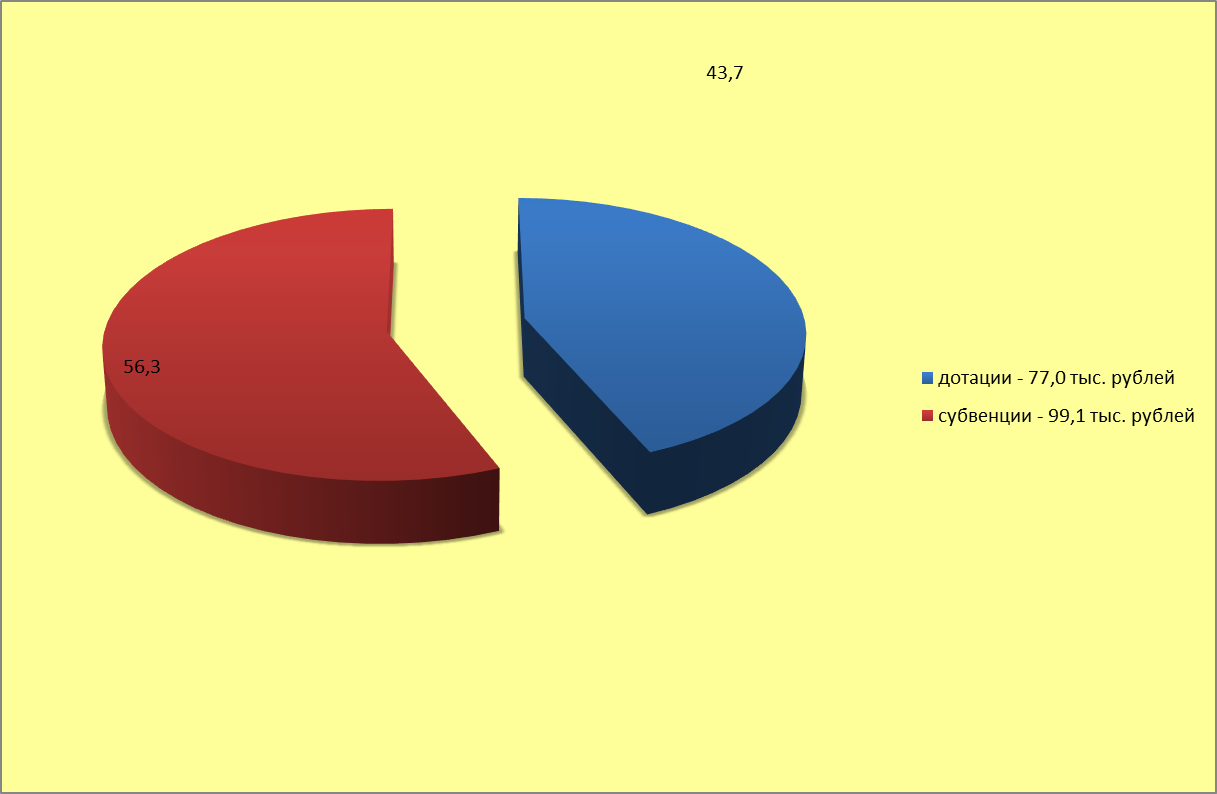 43,7
56,3
дотации - 77,0 тыс. рублей
субвенции - 99,1 тыс. рублей